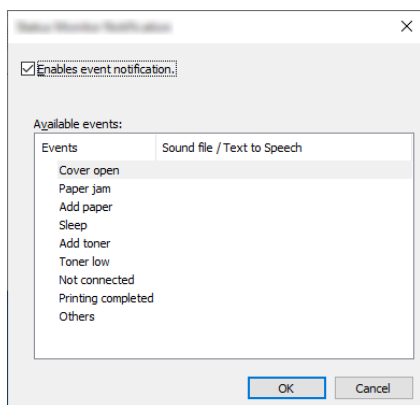 Enables event notification.
Available events:
Events Sound file / Text to Speech
Cover open
Paper jam
Add paper
Sleep
Add toner
Toner low
Not connected
Printing completed
Others
OK Cancel